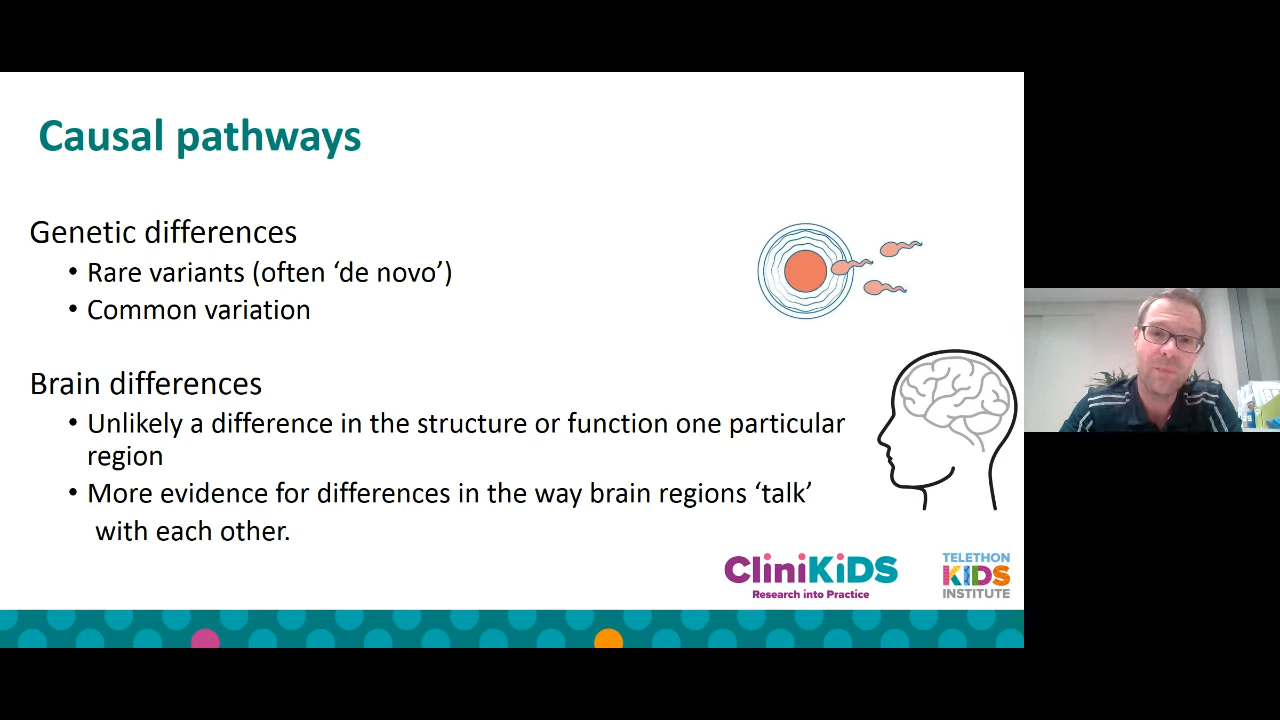 Causal pathways
Genetic differences
• Rare variants (often ‘de novo’)
• Common variation
Brain differences
• Unlikely a difference in the structure or function one particular
region
• More evidence for differences in the way brain regions ‘talk’
with each other.
CliniKiDS
Research into Practice
TELETHON
KIDS
INSTITUTE